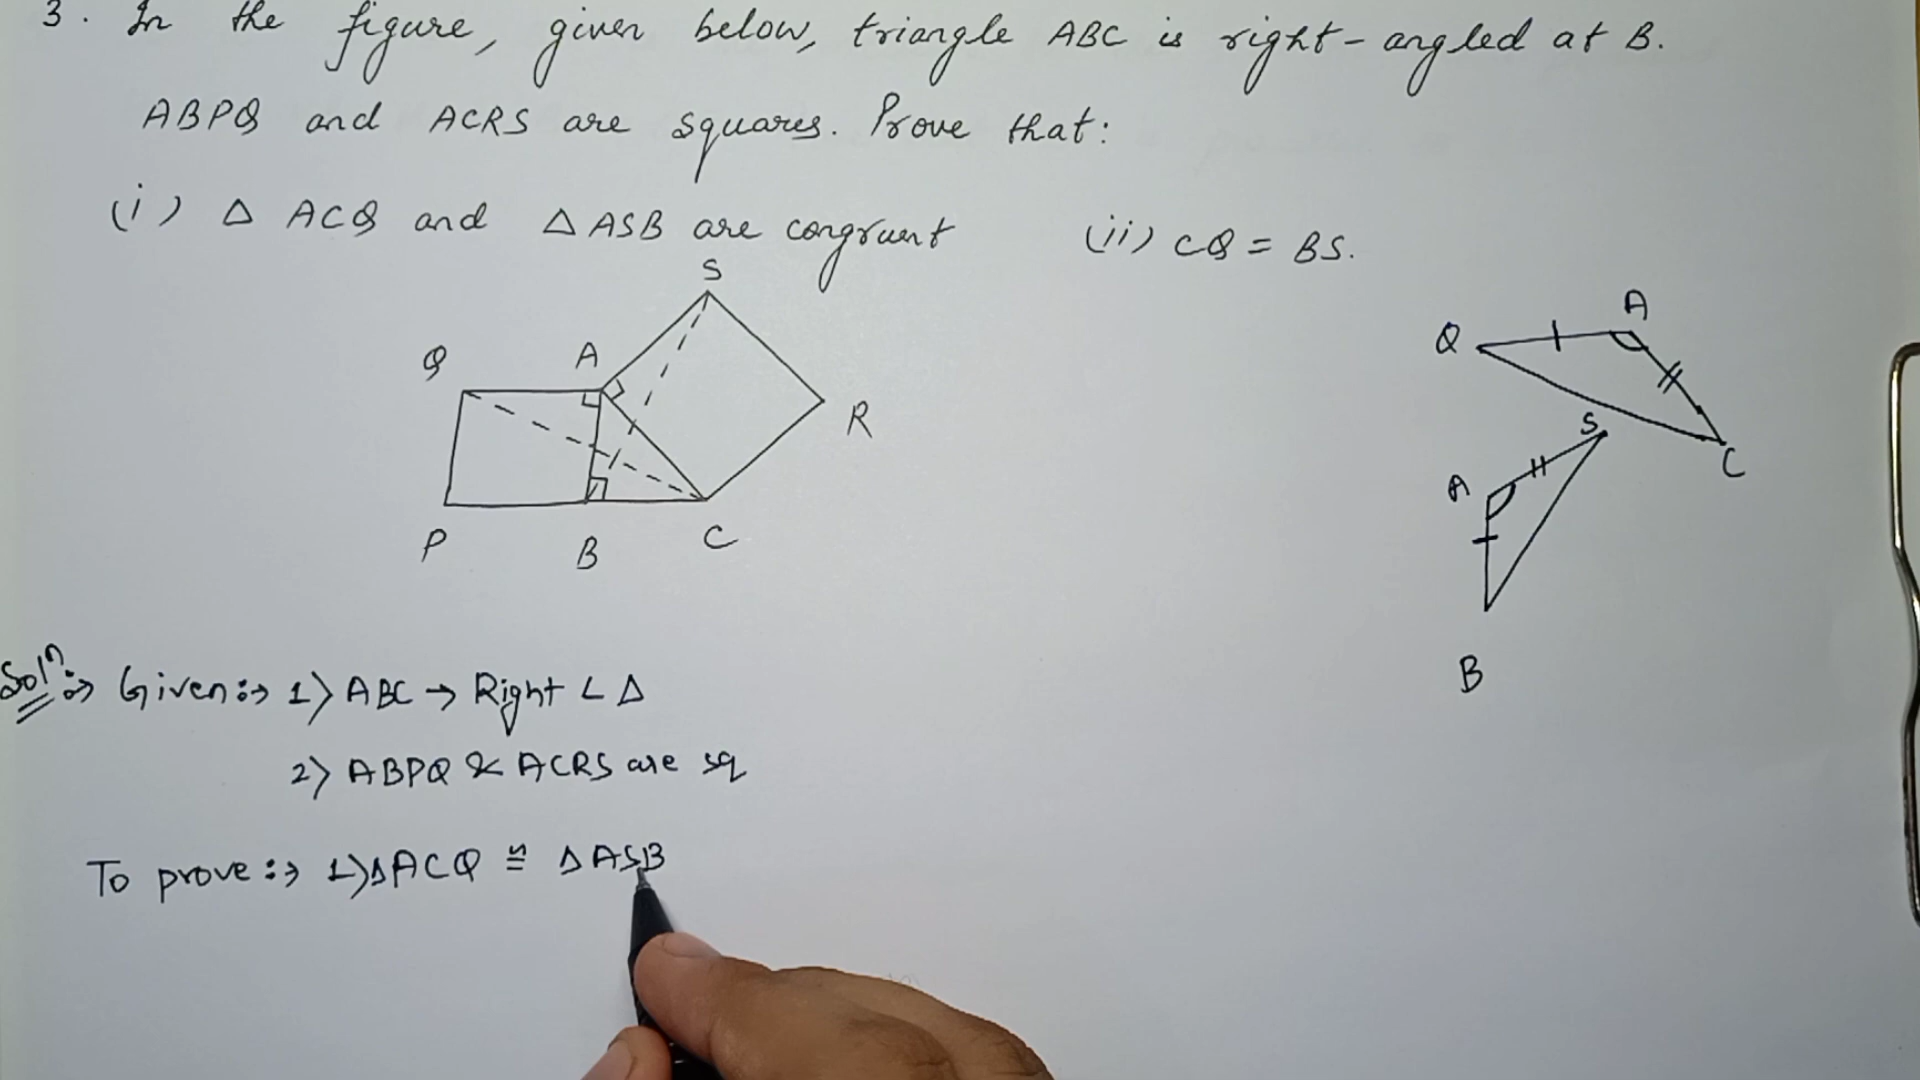 3. In the figure, given below, triangle ABC is right-angled at B.
ABPQ and ACRS are squares. Prove that:
(i) Δ ACQ and Δ ASB are congruent (ii) CQ = BS.
S
Q
A
R
P
B
C
Q
A
C
S
A
B
Solⁿ:→ Given:→ 1) ABC → Right ∠ Δ
2) ABPQ & ACRS are sq
To prove:→ 1) Δ ACQ ≅ Δ ASB